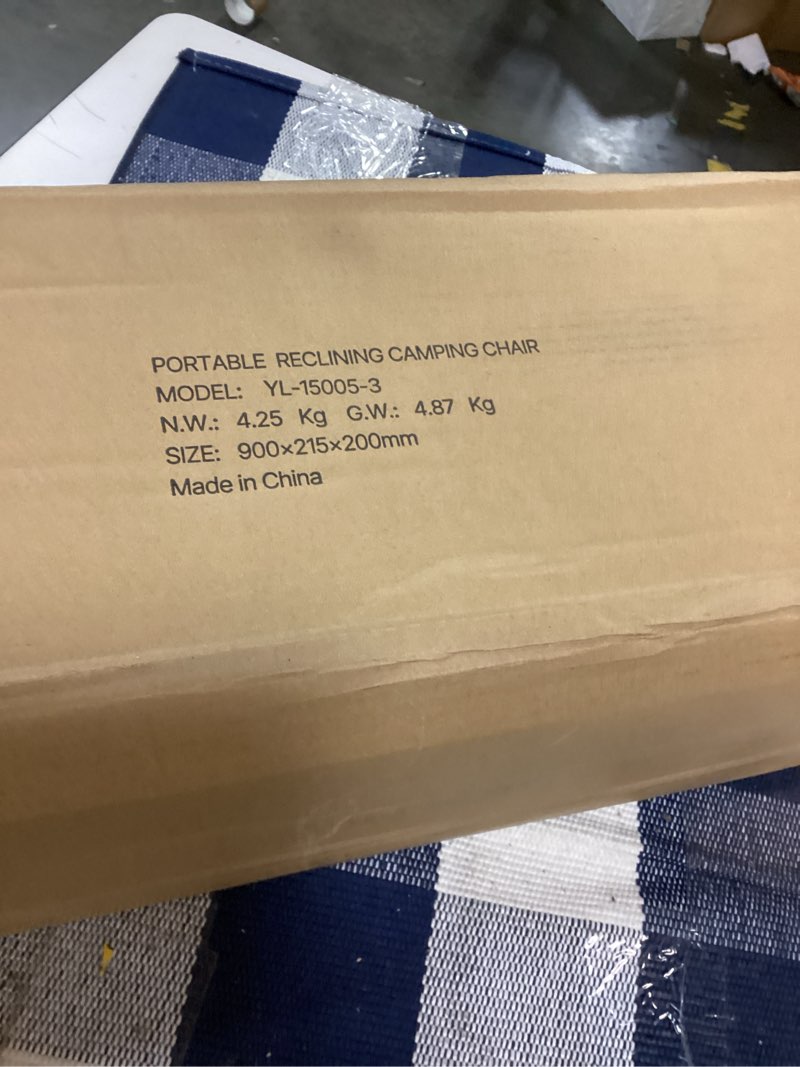 PORTABLE RECLINING CAMPING CHAIR
MODEL: YL-15005-3
N.W.: 4.25 Kg G.W.: 4.87 Kg
SIZE: 900×215×200mm
Made in China